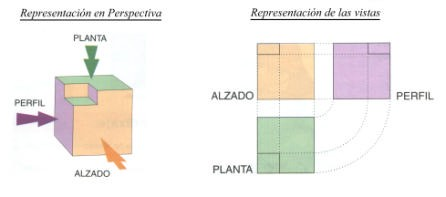 Representación en Perspectiva
PLANTA
PERFIL
ALZADO
Representación de las vistas
ALZADO
PERFIL
PLANTA